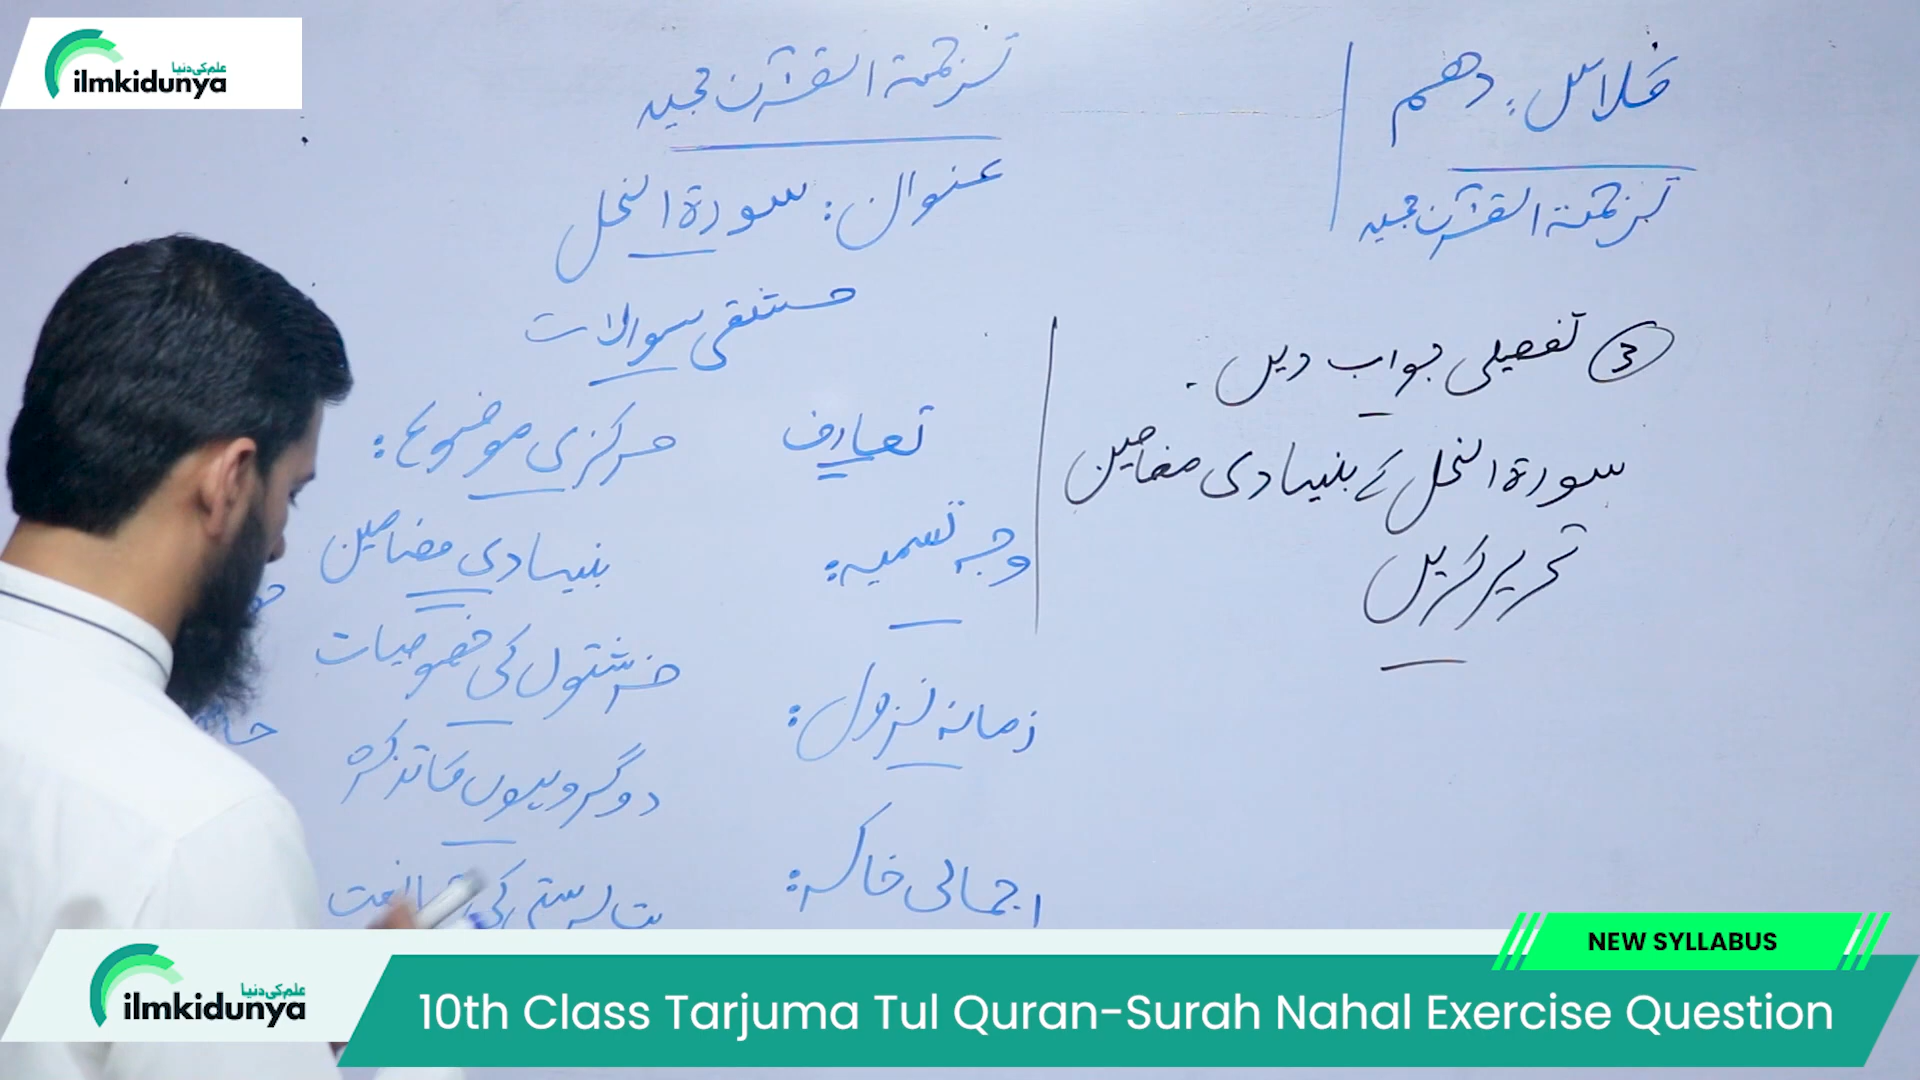 علم کی دنیا
ilmkidunya
کلاس: دهم
ترجمۃ القرآن مجید
ترجمۃ القرآن مجید
عنوان: سورۃ النحل
مشقی سوالات
3 تفصیلی جواب دیں.
سورۃ النحل کے بنیادی مضامین
تحریر کریں
تعارف
وجہ تسمیہ:
زمانہ نزول:
اجمالی خاکہ:
مرکزی موضوع:
بنیادی مضامین
فرشتوں کی خصوصیات
دو گروہوں کا تذکرہ
کی
NEW SYLLABUS
علم کی دنیا
ilmkidunya
10th Class Tarjuma Tul Quran-Surah Nahal Exercise Question